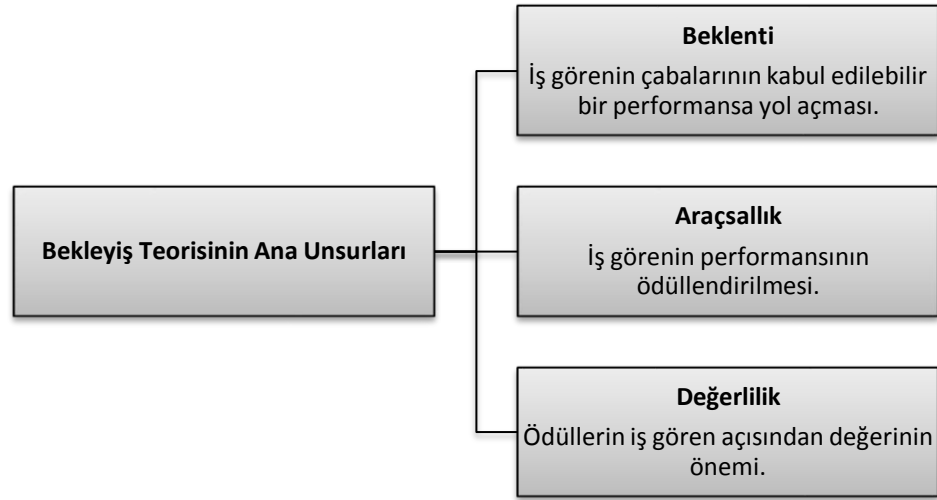 Bekleyiş Teorisinin Ana Unsurları
Beklenti
İş görenin çabalarının kabul edilebilir
bir performansa yol açması.
Araçsallık
İş görenin performansının
ödüllendirilmesi.
Değerlilik
Ödüllerin iş gören açısından değerinin
önemi.